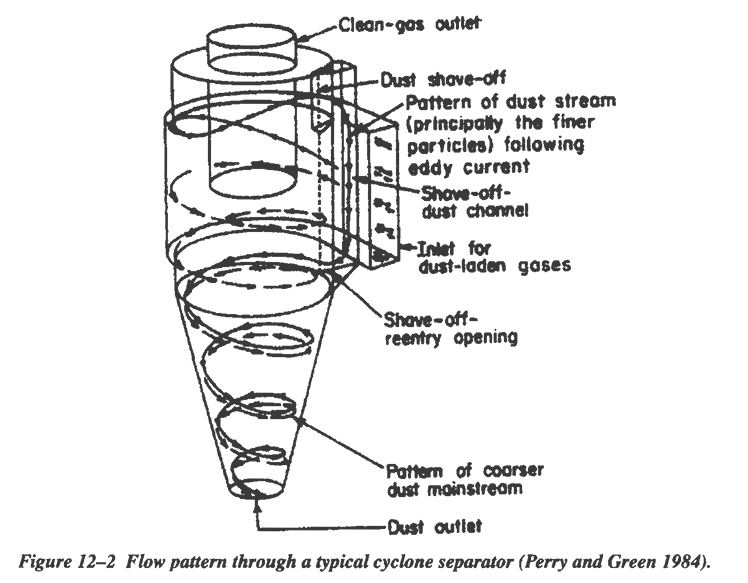 Clean-gas outlet
Dust shave-off
Pattern of dust stream
(principally the finer
particles) following
eddy current
Shave-off-
dust channel
Inlet for
dust-laden gases
Shave-off-
reentry opening
Pattern of coarser
dust mainstream
Dust outlet
Figure 12–2 Flow pattern through a typical cyclone separator (Perry and Green 1984).